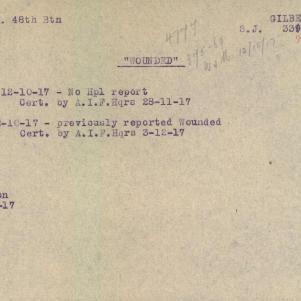 . 48th Btn
GILBE
S.J. 33
"WOUNDED"
12-10-17 - No Hpl report
Cert. by A.I.F.Hqrs 28-11-17
-10-17 - previously reported Wounded
Cert. by A.I.F.Hqrs 3-12-17
on
-17